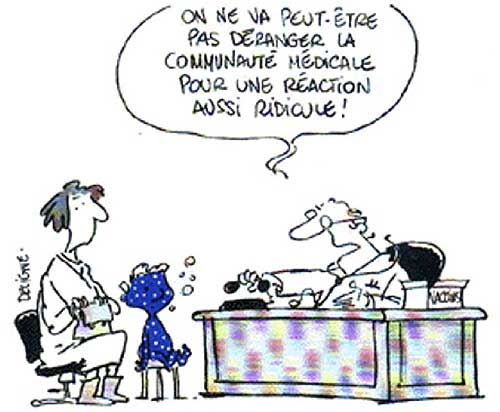 ON NE VA PEUT-ÊTRE
PAS DÉRANGER LA
COMMUNAUTÉ MÉDICALE
POUR UNE RÉACTION
AUSSI RIDICULE !
DELIGNE.
VACCINS